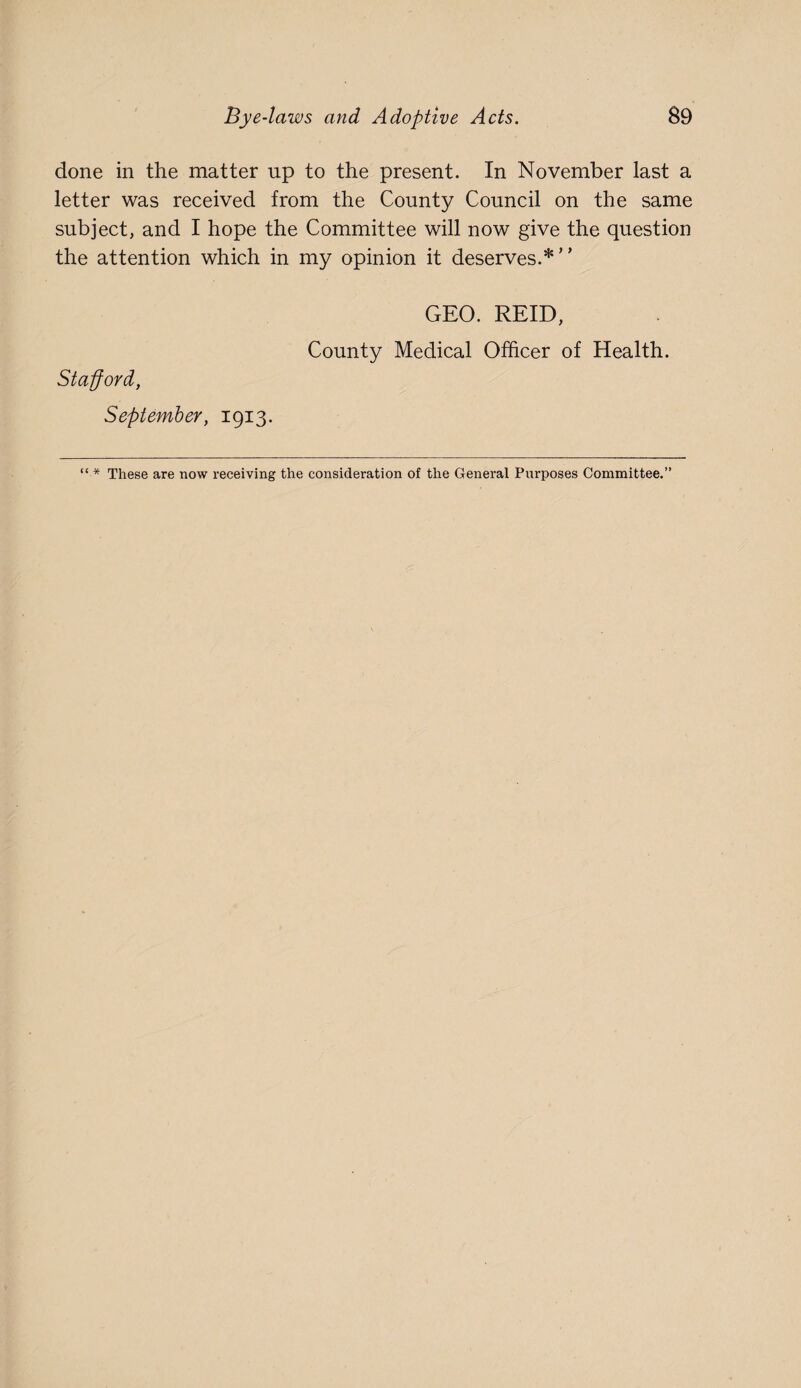 Bye-laws and Adoptive Acts. 89
done in the matter up to the present. In November last a
letter was received from the County Council on the same
subject, and I hope the Committee will now give the question
the attention which in my opinion it deserves.*’’
GEO. REID,
County Medical Officer of Health.
Stafford,
September, 1913.
“ * These are now receiving the consideration of the General Purposes Committee.”